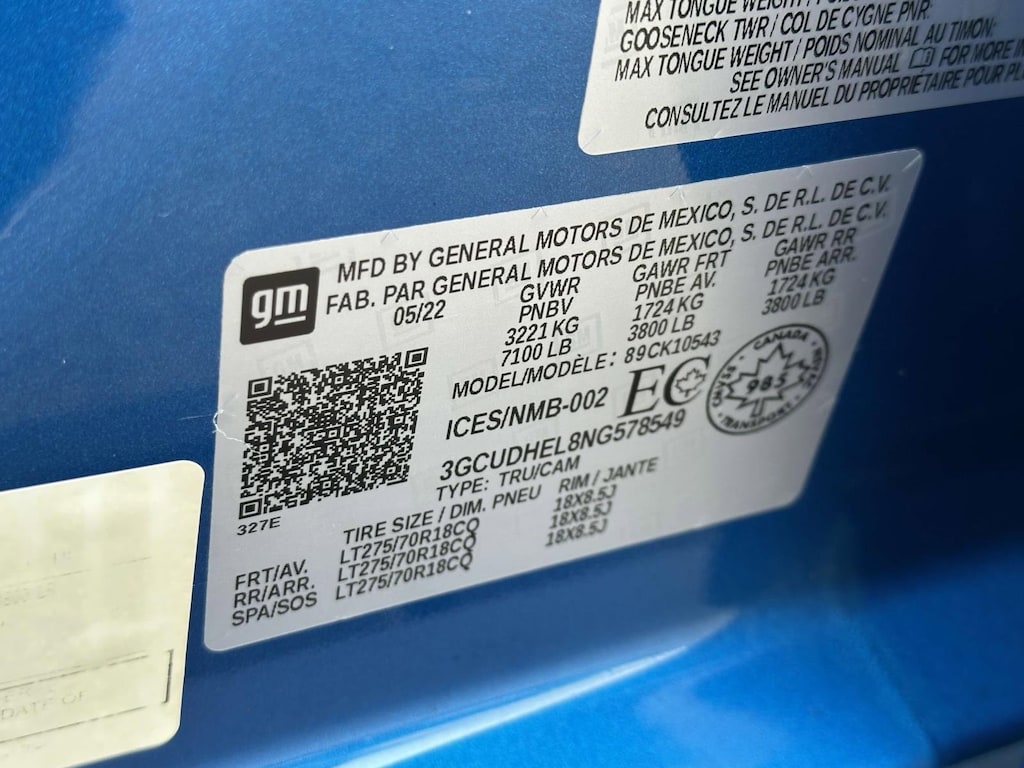 MAX TONGUE WEIGHT / POIDS
GOOSENECK TWR / COL DE CYGNE PNR:
MAX TONGUE WEIGHT / POIDS NOMINAL AU TIMON:
SEE OWNER'S MANUAL FOR MORE
CONSULTEZ LE MANUEL DU PROPRIÉTAIRE POUR
gm
MFD BY GENERAL MOTORS DE MEXICO, S. DE R.L. DE C.V.
FAB. PAR GENERAL MOTORS DE MEXICO, S. DE R.L. DE C.V.
05/22 GVWR GAWR FRT GAWR RR
PNBV PNBE AV. PNBE ARR.
3221 KG 1724 KG 1724 KG
7100 LB 3800 LB 3800 LB
MODEL/MODÈLE: 89CK10543
ICES/NMB-002 EC
CANADA
985
TRANSPORT
3GCUDHEL8NG578549
TYPE: TRU/CAM
327E
TIRE SIZE / DIM. PNEU RIM / JANTE
FRT/AV. LT275/70R18CQ 18X8.5J
RR/ARR. LT275/70R18CQ 18X8.5J
SPA/SOS LT275/70R18CQ 18X8.5J
DATE OF